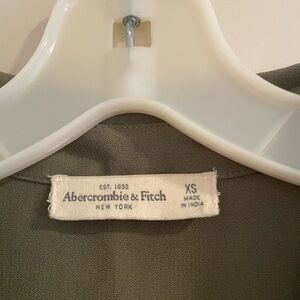 EST. 1892
Abercrombie & Fitch
NEW YORK
XS
MADE
IN INDIA